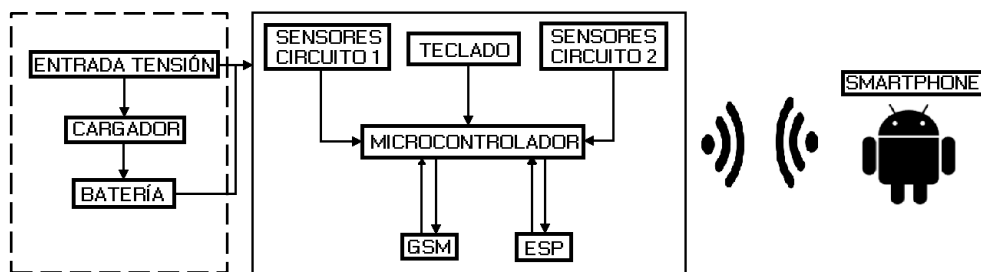 ENTRADA TENSIÓN
CARGADOR
BATERÍA
SENSORES
CIRCUITO 1
TECLADO
SENSORES
CIRCUITO 2
MICROCONTROLADOR
GSM
ESP
SMARTPHONE